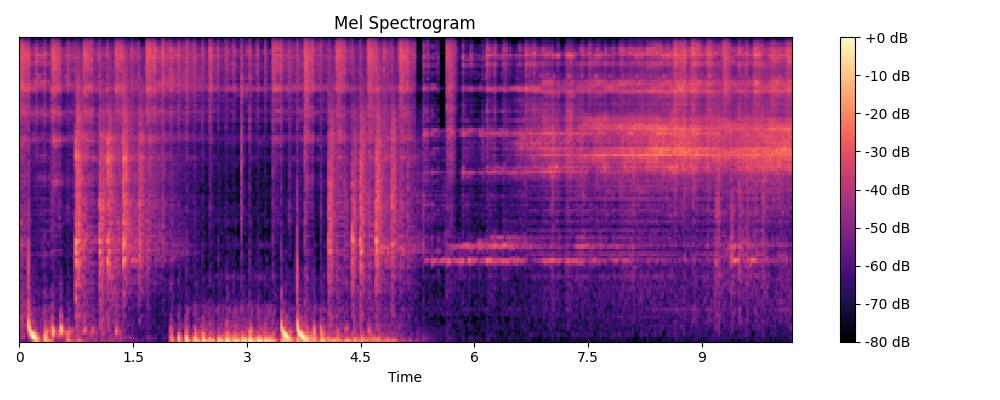 Mel Spectrogram
+0 dB
-10 dB
-20 dB
-30 dB
-40 dB
-50 dB
-60 dB
-70 dB
-80 dB
0 1.5 3 4.5 6 7.5 9
Time